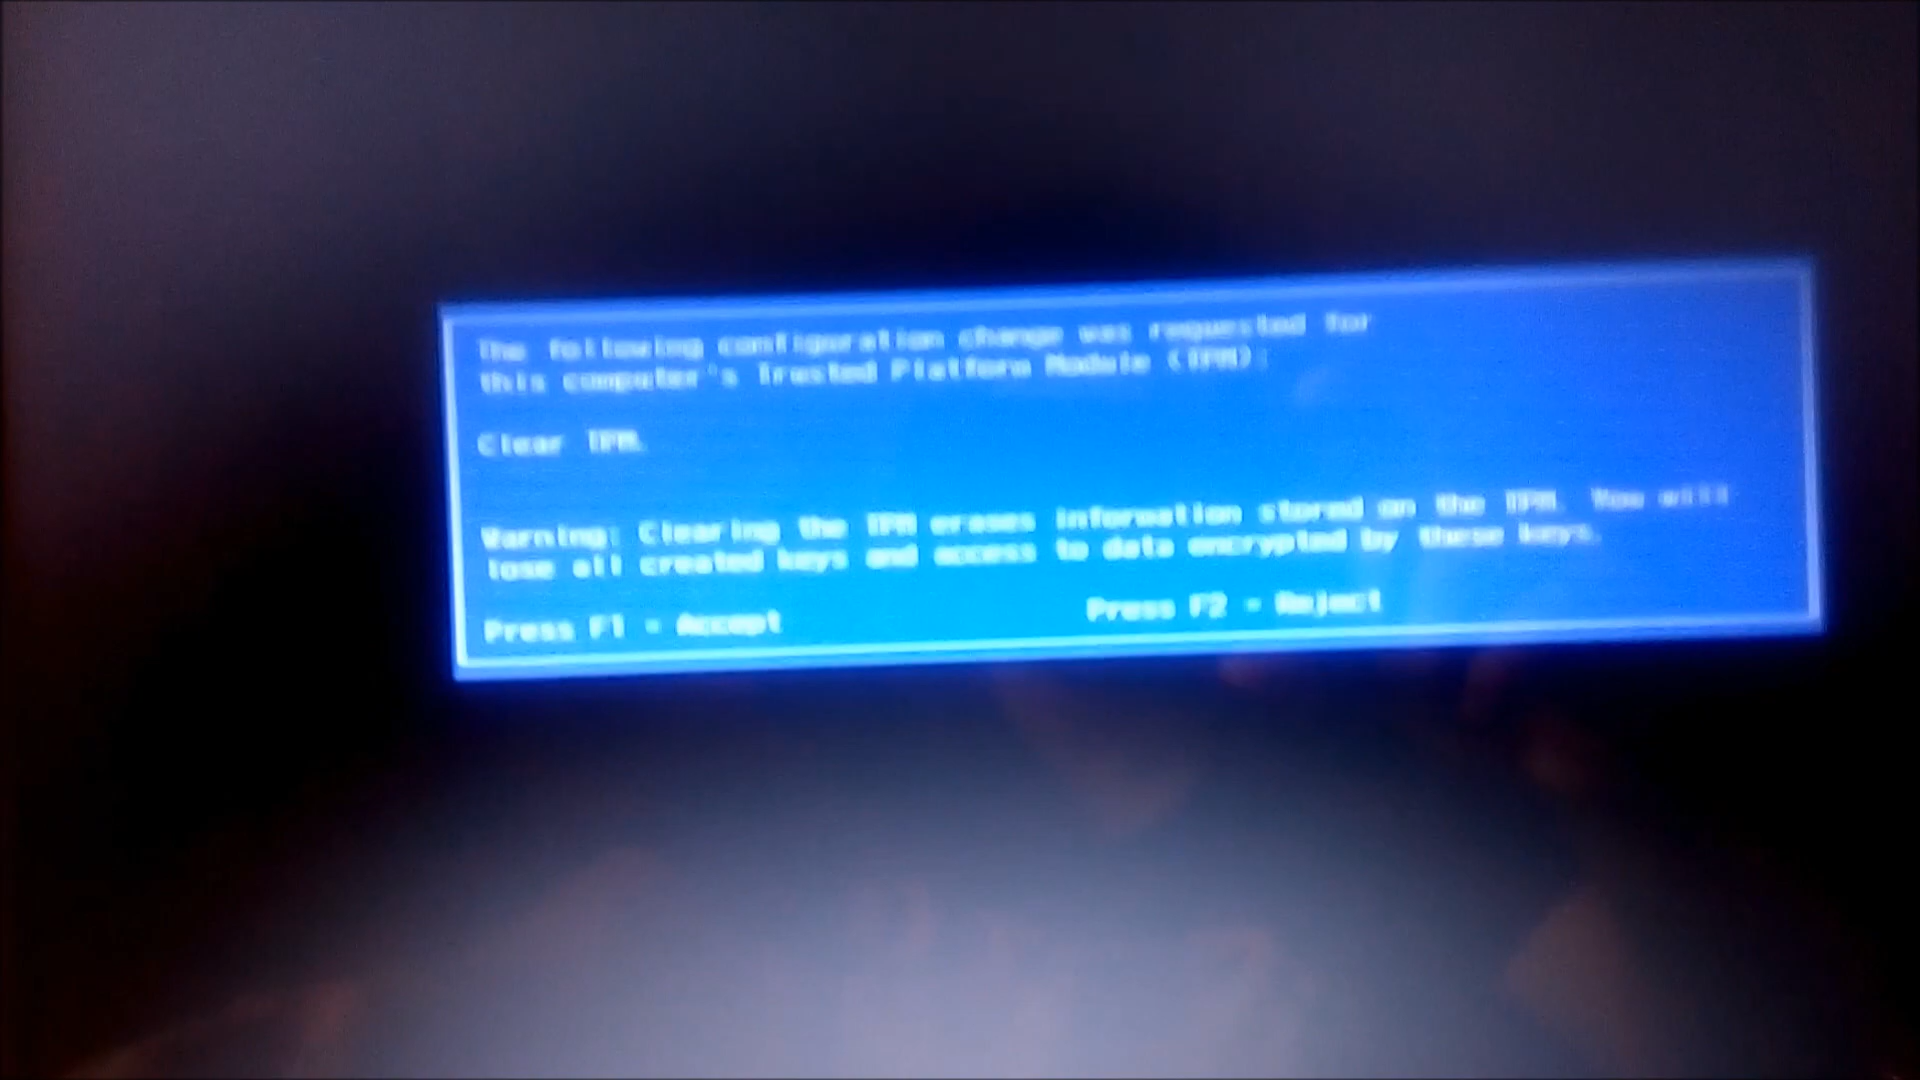 The following configuration change was requested for
this computer's Trusted Platform Module (TPM):
Clear TPM.
Warning: Clearing the TPM erases information stored on the TPM. You will
lose all created keys and access to data encrypted by these keys.
Press F1 - Accept
Press F2 - Reject